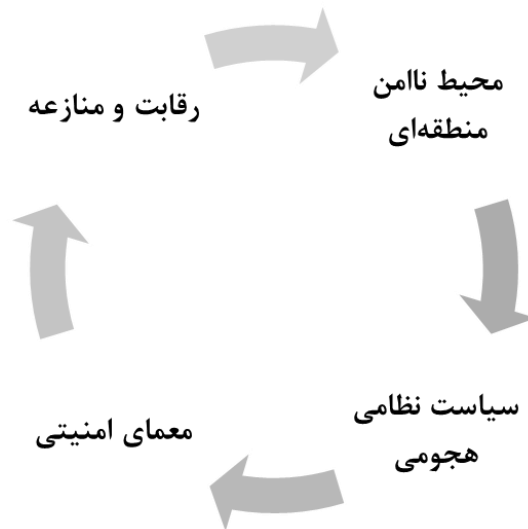 محیط ناامن
منطقه‌ای
سیاست نظامی
هجومی
معمای امنیتی
رقابت و منازعه